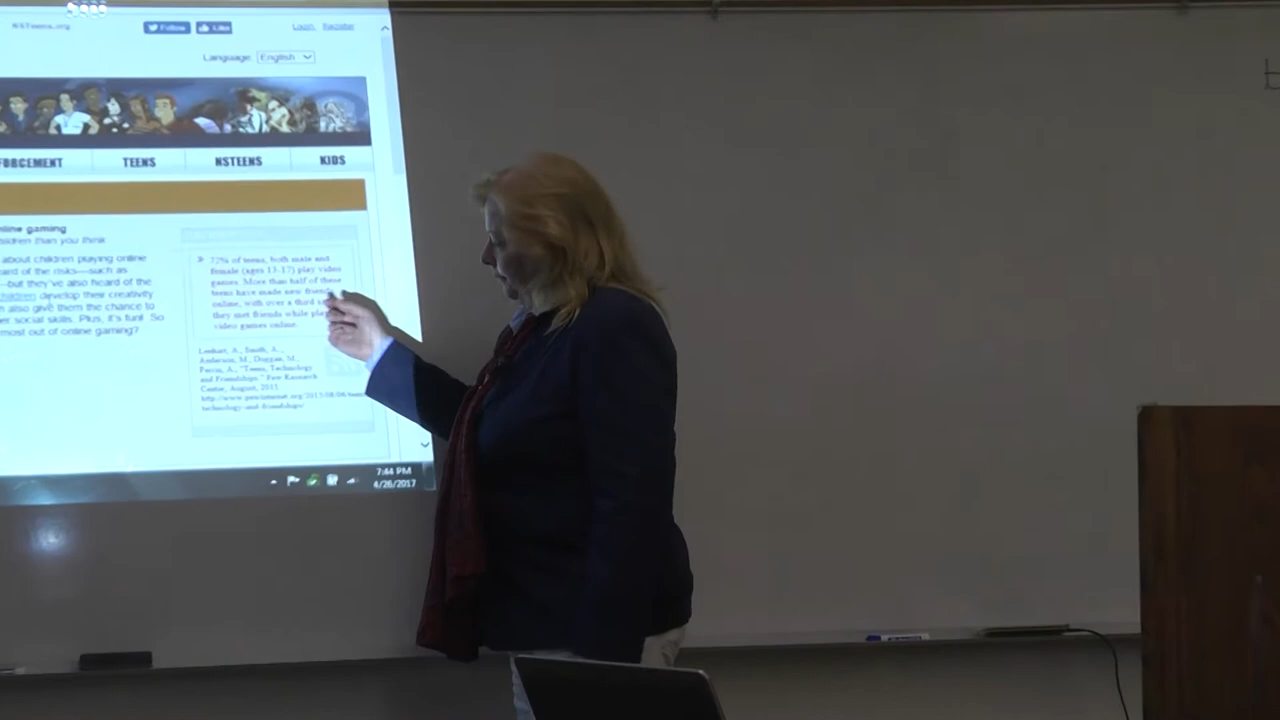 NSTeens.org
Follow Like
Login Register
Language: English
FORCEMENT TEENS NSTEENS KIDS
nline gaming
than you think
about children playing online
ard of the risks—such as
—but they've also heard of the
children develop their creativity
n also give them the chance to
er social skills. Plus, it's fun! So
most out of online gaming?
72% of teens, both male and
female (ages 13-17) play video
games. More than half of these
teens have made new friends
online, with over a third
they met friends while
video games online.
Lenhart, A., Smith, A.,
Anderson, M., Duggan, M.,
Perrin, A., "Teens, Technology
and Friendships." Pew Research
Center, August, 2015
technology-and-friendships/
7:44 PM
4/26/2017